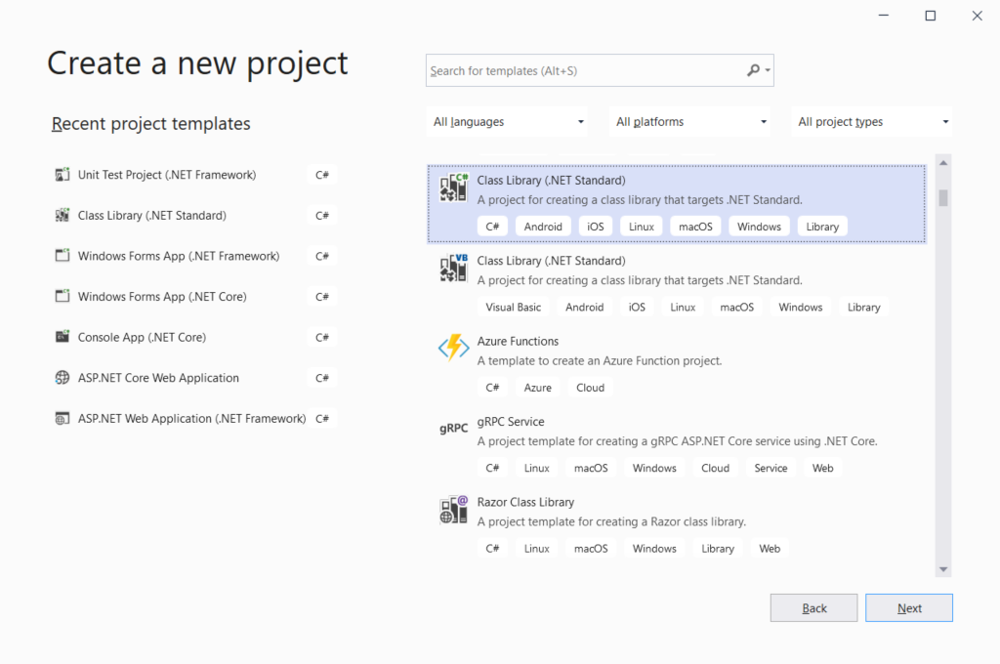 Create a new project
Recent project templates
Unit Test Project (.NET Framework) C#
Class Library (.NET Standard) C#
Windows Forms App (.NET Framework) C#
Windows Forms App (.NET Core) C#
Console App (.NET Core) C#
ASP.NET Core Web Application C#
ASP.NET Web Application (.NET Framework) C#
Search for templates (Alt+S)
All languages All platforms All project types
C#
Class Library (.NET Standard)
A project for creating a class library that targets .NET Standard.
C# Android iOS Linux macOS Windows Library
VB
Class Library (.NET Standard)
A project for creating a class library that targets .NET Standard.
Visual Basic Android iOS Linux macOS Windows Library
Azure Functions
A template to create an Azure Function project.
C# Azure Cloud
gRPC
gRPC Service
A project template for creating a gRPC ASP.NET Core service using .NET Core.
C# Linux macOS Windows Cloud Service Web
@
Razor Class Library
A project template for creating a Razor class library.
C# Linux macOS Windows Library Web
Back Next